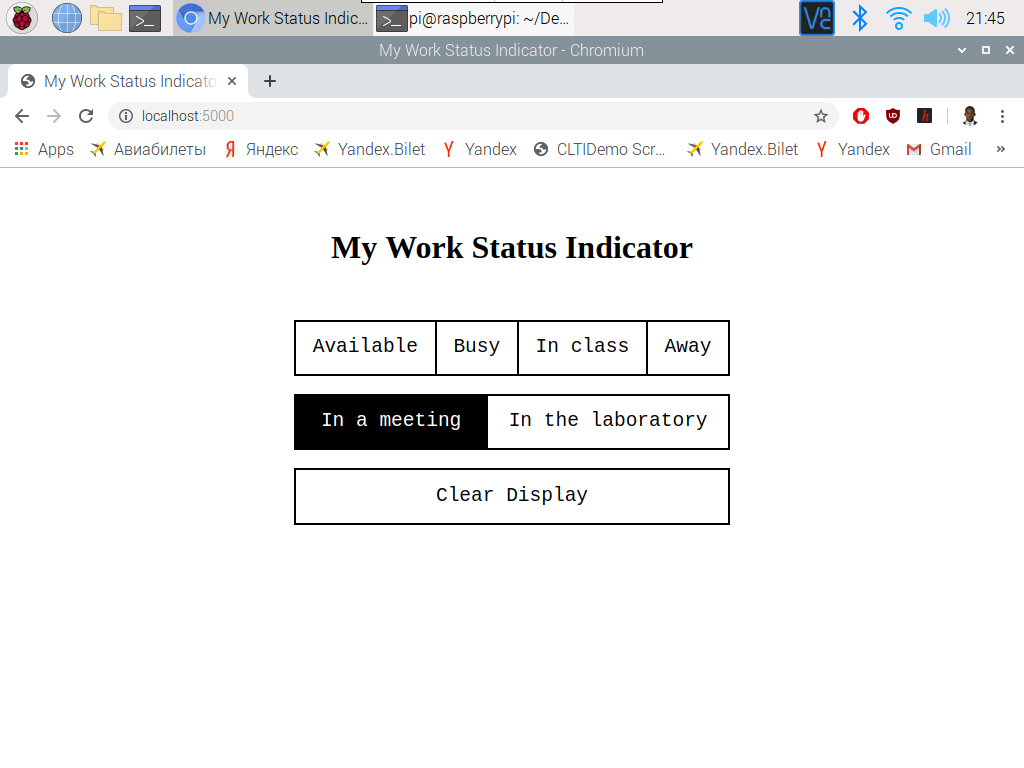 My Work Status Indic... pi@raspberrypi: ~/De... V2 21:45
My Work Status Indicator - Chromium
My Work Status Indicato
localhost:5000
Apps Авиабилеты Яндекс Yandex.Bilet Yandex CLTIDemo Scr... Yandex.Bilet Yandex Gmail »
My Work Status Indicator
Available Busy In class Away
In a meeting In the laboratory
Clear Display